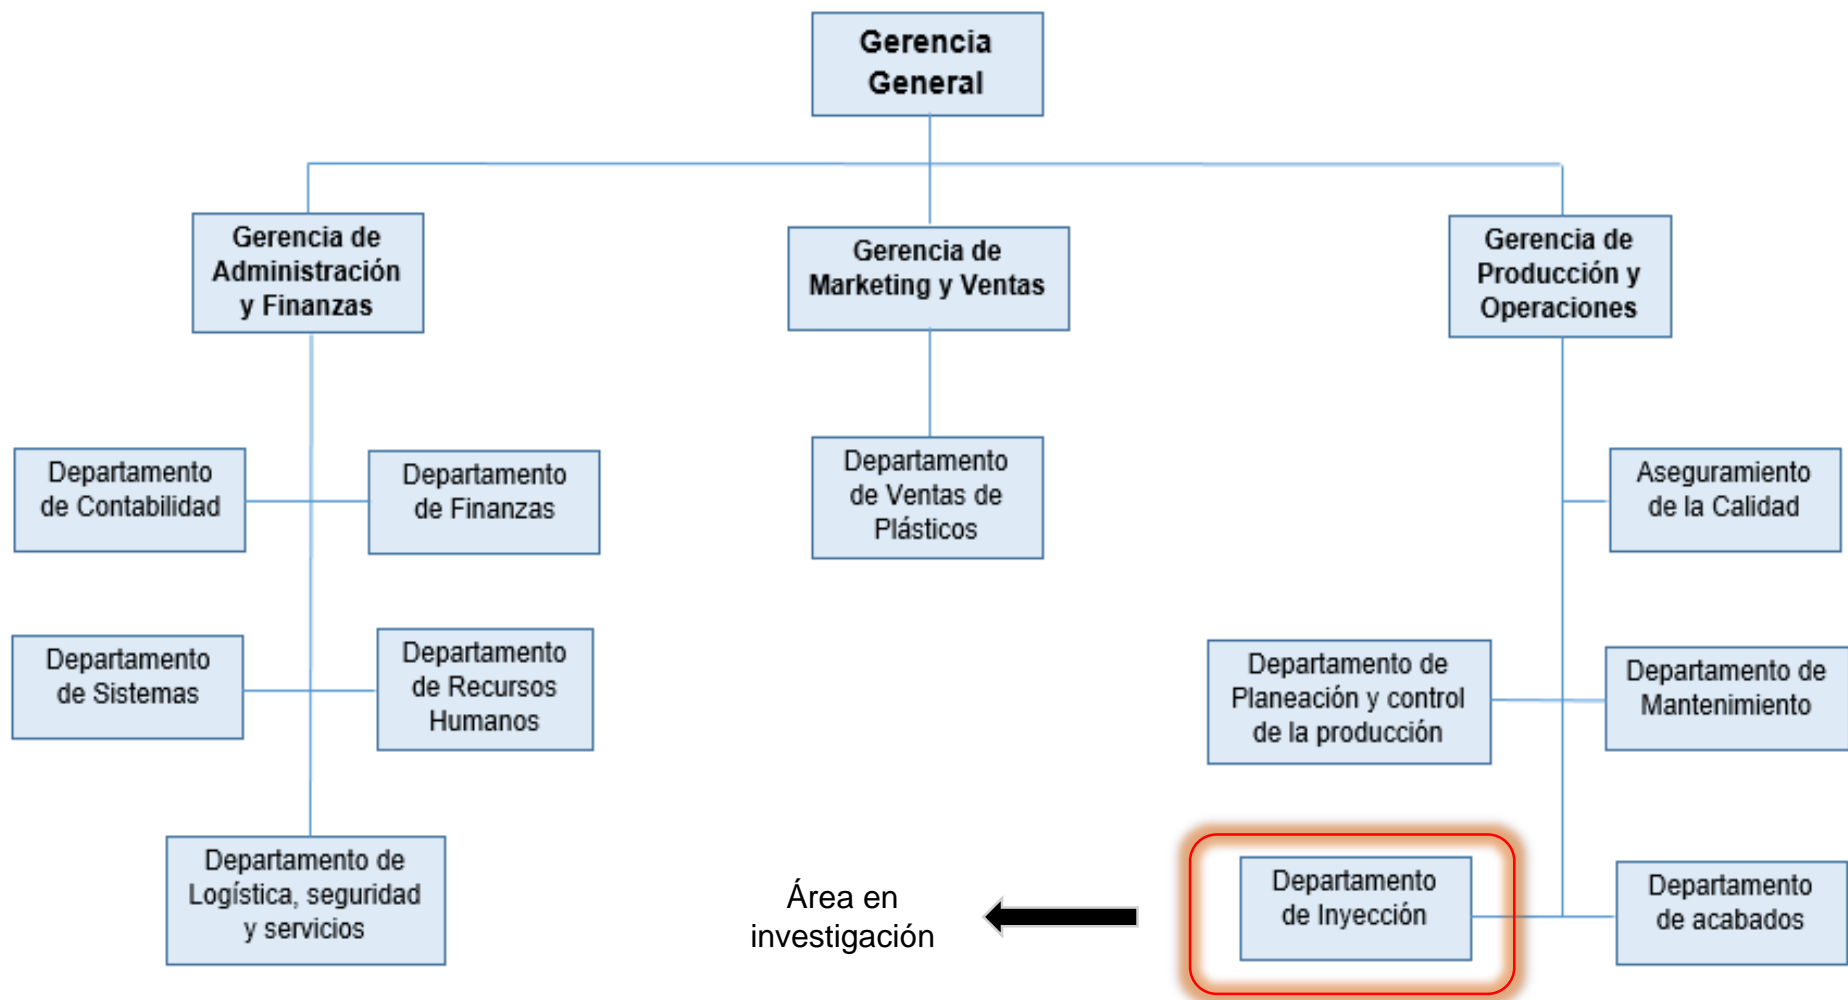 Gerencia
General
Gerencia de
Administración
y Finanzas
Gerencia de
Marketing y Ventas
Gerencia de
Producción y
Operaciones
Departamento
de Contabilidad
Departamento
de Finanzas
Departamento
de Ventas de
Plásticos
Aseguramiento
de la Calidad
Departamento
de Sistemas
Departamento
de Recursos
Humanos
Departamento de
Planeación y control
de la producción
Departamento de
Mantenimiento
Departamento de
Logística, seguridad
y servicios
Área en
investigación
Departamento
de Inyección
Departamento
de acabados